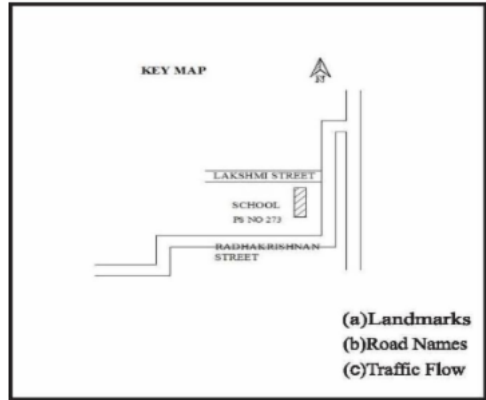 KEY MAP
N
LAKSHMI STREET
SCHOOL
PS NO 273
RADHAKRISHNAN
STREET
(a)Landmarks
(b)Road Names
(c)Traffic Flow